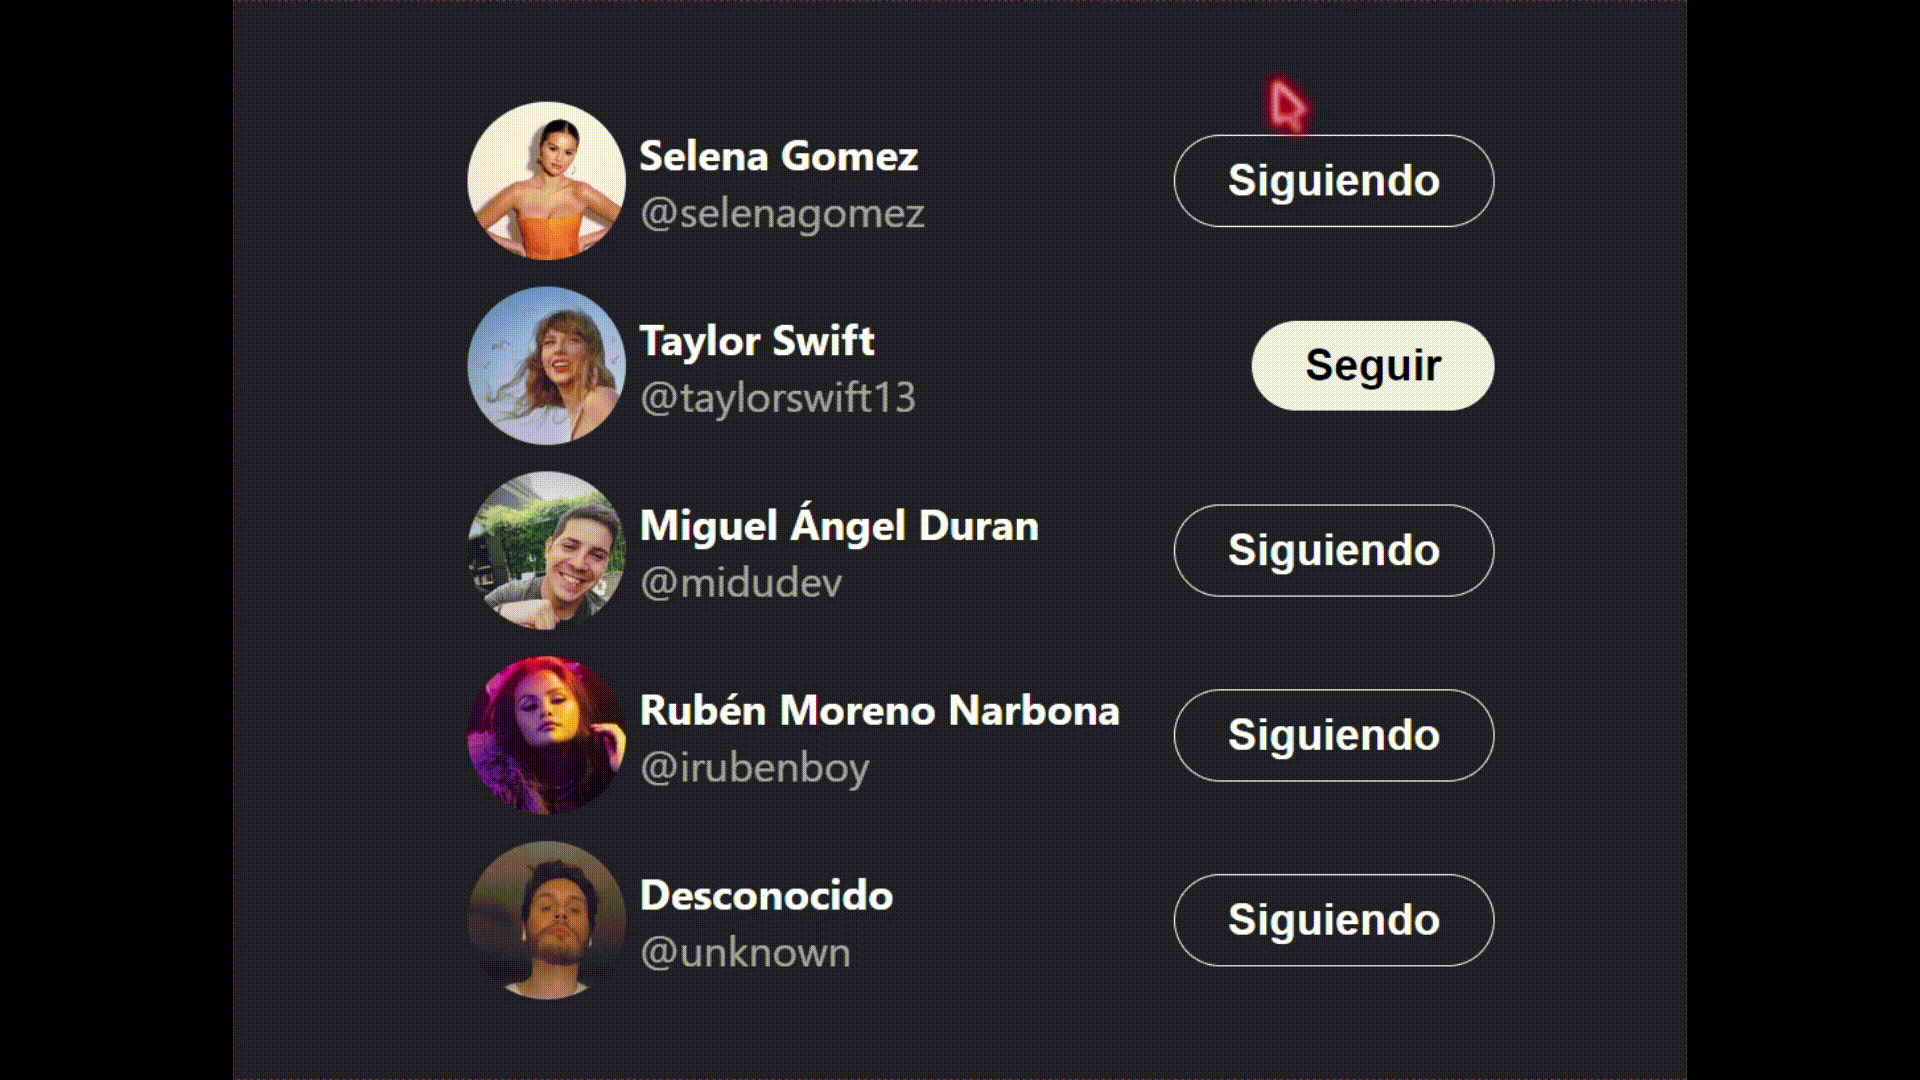 Selena Gomez
@selenagomez
Siguiendo
Taylor Swift
@taylorswift13
Seguir
Miguel Ángel Duran
@midudev
Siguiendo
Rubén Moreno Narbona
@irubenboy
Siguiendo
Desconocido
@unknown
Siguiendo